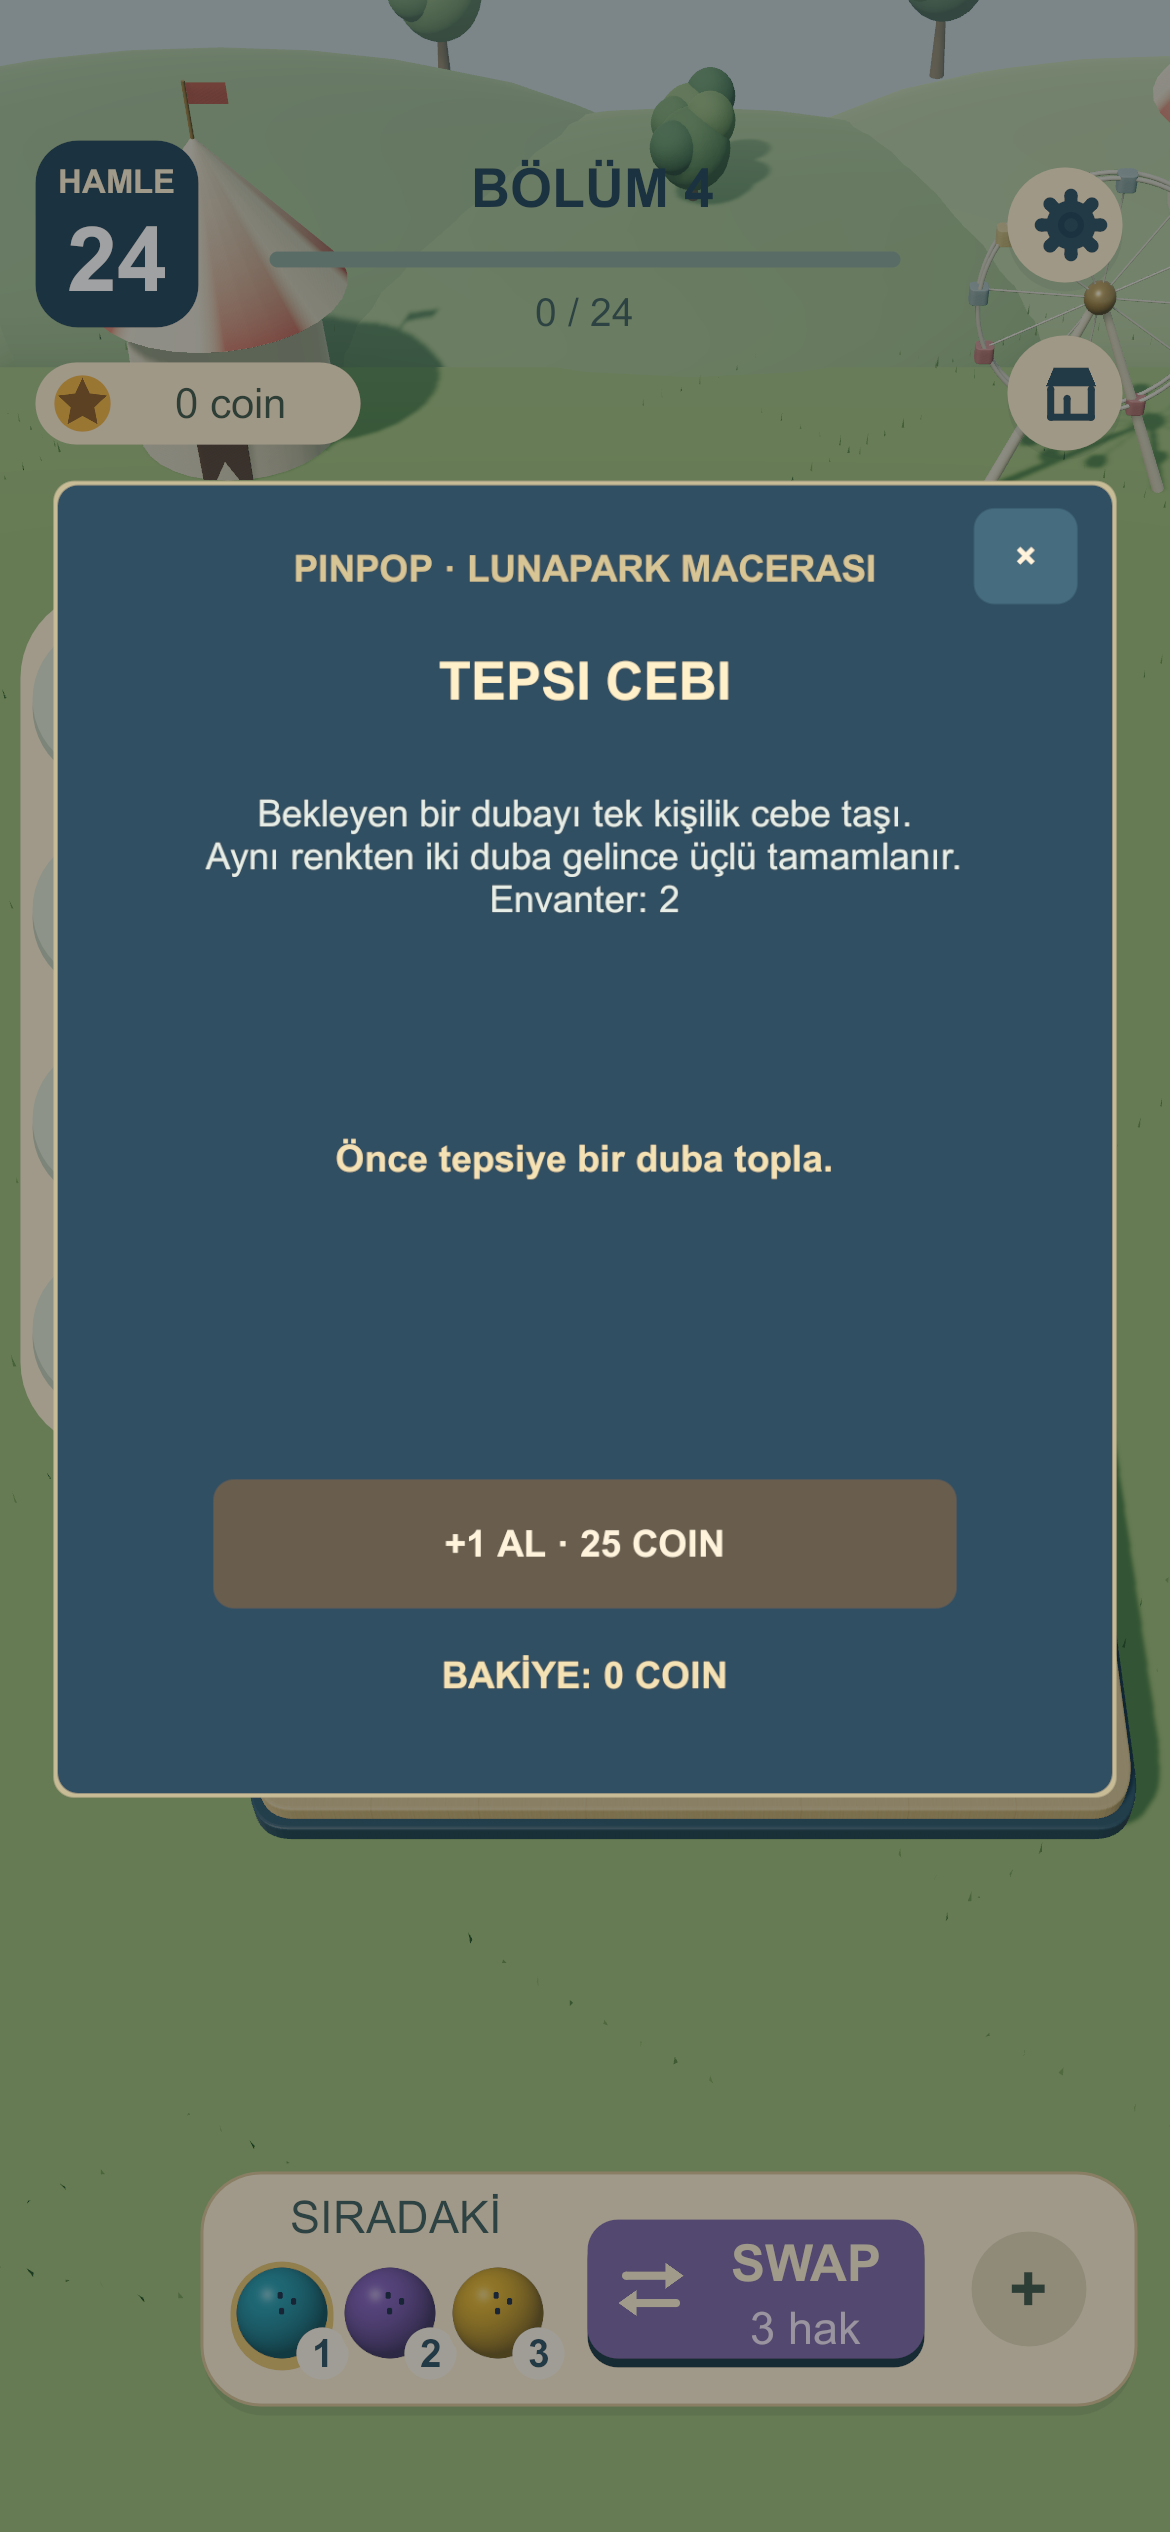 HAMLE
24
BÖLÜM 4
0 / 24
0 coin
PINPOP · LUNAPARK MACERASI
×
TEPSI CEBI
Bekleyen bir dubayı tek kişilik cebe taşı.
Aynı renkten iki duba gelince üçlü tamamlanır.
Envanter: 2
Önce tepsiye bir duba topla.
+1 AL · 25 COIN
BAKİYE: 0 COIN
SIRADAKİ
1
2
3
SWAP
3 hak
+